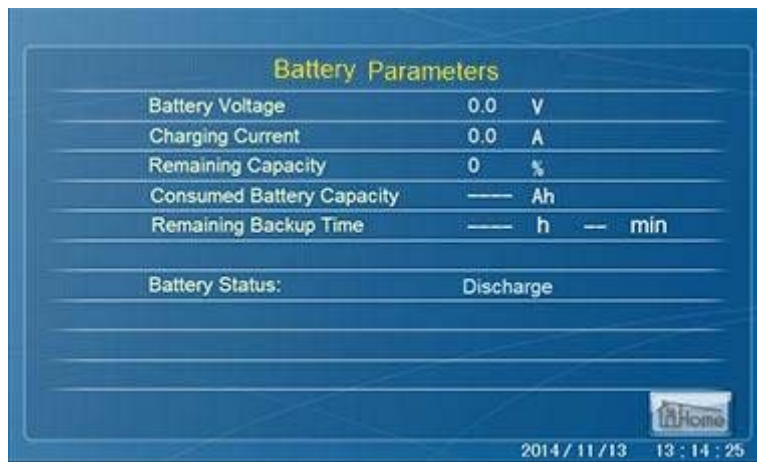 Battery Parameters
Battery Voltage 0.0 V
Charging Current 0.0 A
Remaining Capacity 0 %
Consumed Battery Capacity ---- Ah
Remaining Backup Time ---- h -- min
Battery Status: Discharge
Home
2014/11/13 13:14:25